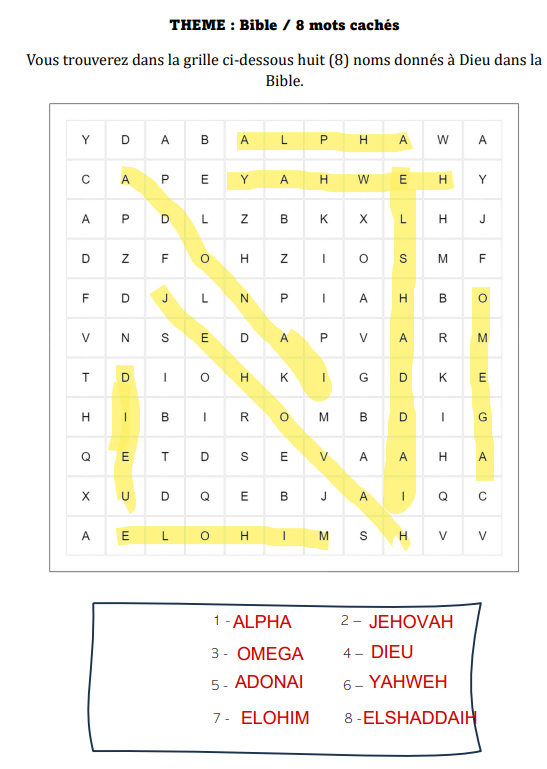 THEME : Bible / 8 mots cachés
Vous trouverez dans la grille ci-dessous huit (8) noms donnés à Dieu dans la
Bible.
Y D A B A L P H A W A
C A P E Y A H W E H Y
A P D L Z B K X L H J
D Z F O H Z I O S M F
F D J L N P I A H B O
V N S E D A P V A R M
T D I O H K I G D K E
H I B I R O M B D I G
Q E T D S E V A A H A
X U D Q E B J A I Q C
A E L O H I M S H V V
1 - ALPHA 2 – JEHOVAH
3 - OMEGA 4 – DIEU
5 - ADONAI 6 – YAHWEH
7 - ELOHIM 8 -ELSHADDAIH